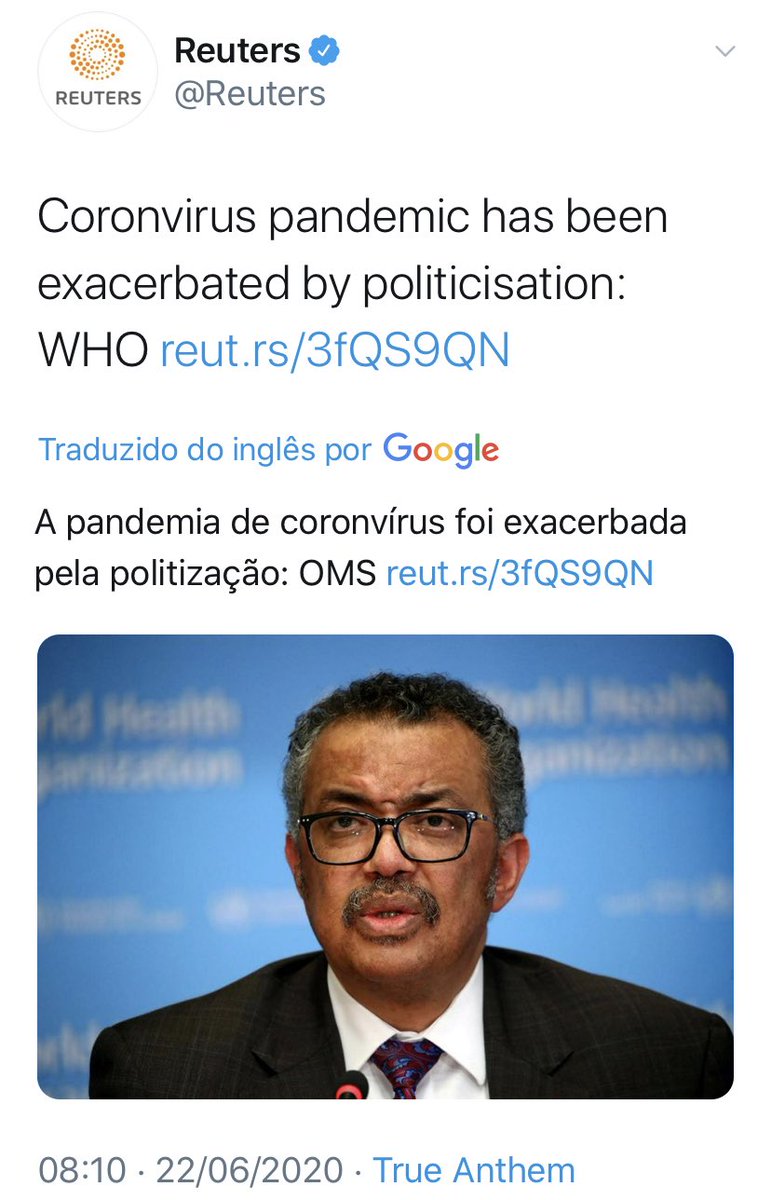 Reuters
REUTERS
@Reuters
Coronvirus pandemic has been
exacerbated by politicisation:
WHO reut.rs/3fQS9QN
Traduzido do inglês por Google
A pandemia de coronvírus foi exacerbada
pela politização: OMS reut.rs/3fQS9QN
rld Health World Health
ganization Organization
08:10 · 22/06/2020 · True Anthem